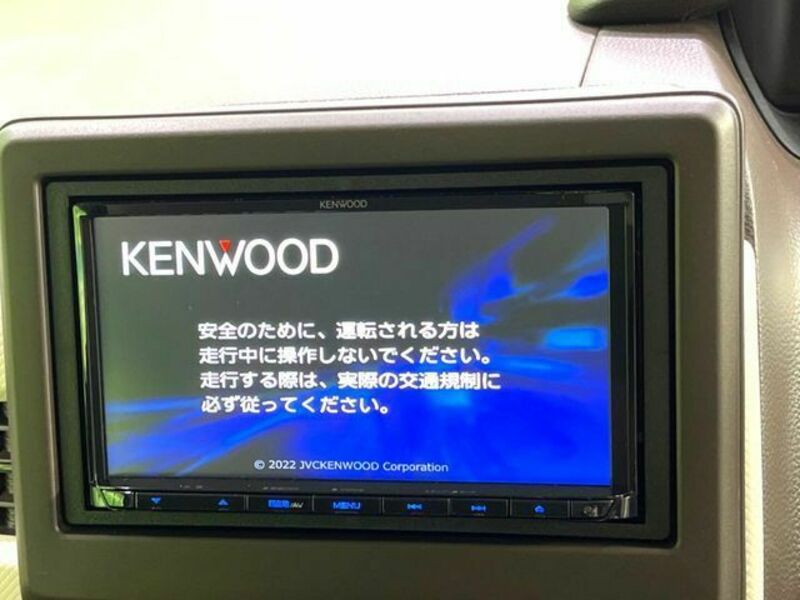 KENWOOD
KENWOOD
安全のために、運転される方は
走行中に操作しないでください。
走行する際は、実際の交通規制に
必ず従ってください。
© 2022 JVCKENWOOD Corporation
MENU